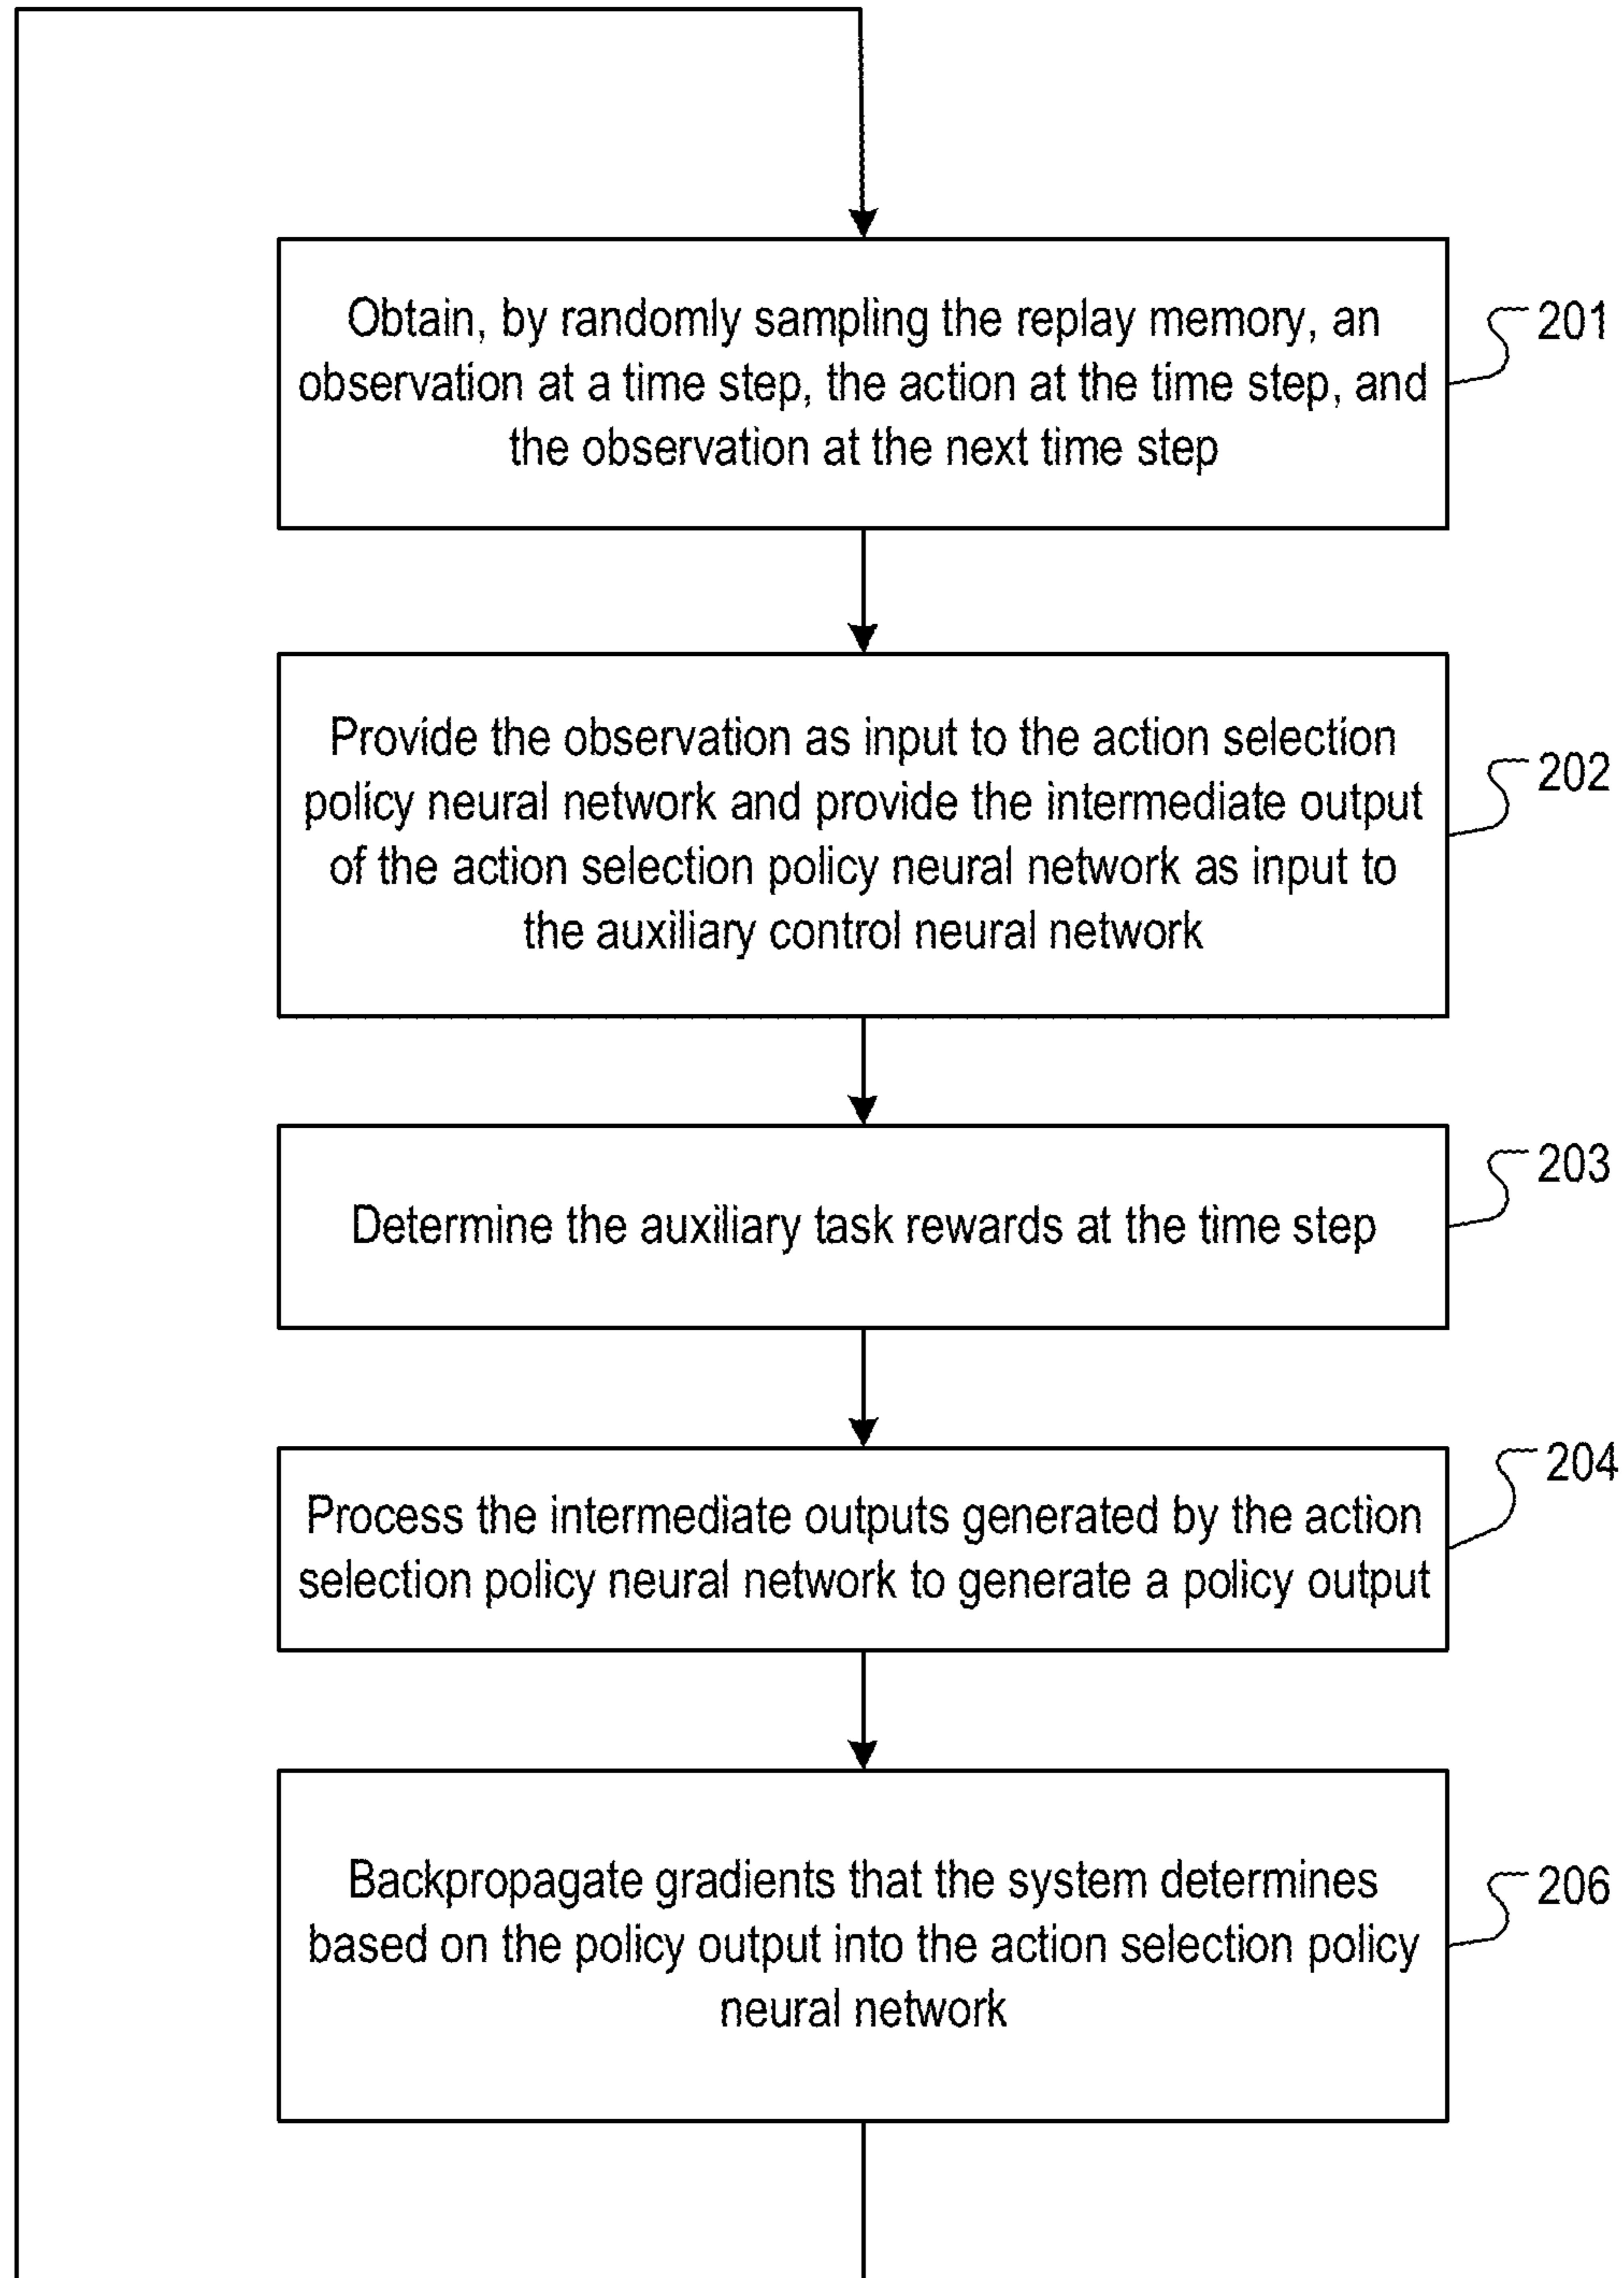 Obtain, by randomly sampling the replay memory, an
observation at a time step, the action at the time step, and
the observation at the next time step
201
Provide the observation as input to the action selection
policy neural network and provide the intermediate output
of the action selection policy neural network as input to
the auxiliary control neural network
202
Determine the auxiliary task rewards at the time step
203
Process the intermediate outputs generated by the action
selection policy neural network to generate a policy output
204
Backpropagate gradients that the system determines
based on the policy output into the action selection policy
neural network
206